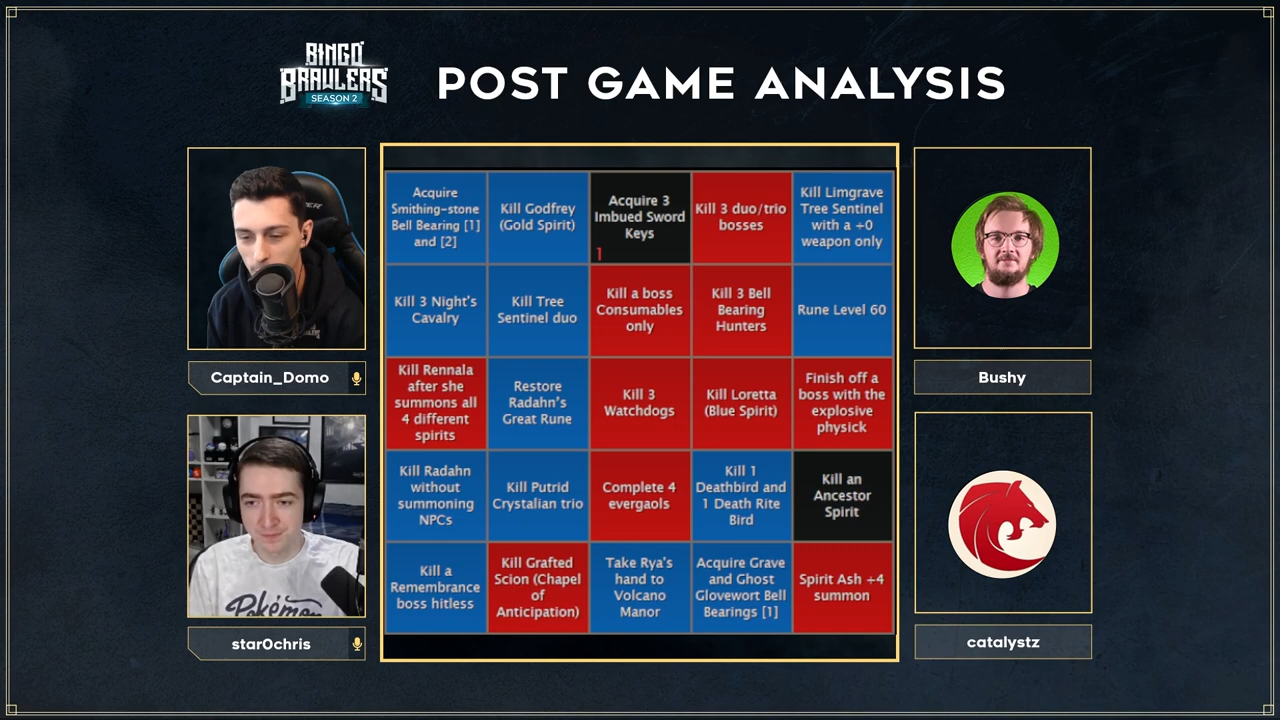 BINGO
BRAWLERS
SEASON 2
POST GAME ANALYSIS
Acquire
Smithing-stone
Bell Bearing [1]
and [2]
Kill Godfrey
(Gold Spirit)
Acquire 3
Imbued Sword
Keys
1
Kill 3 duo/trio
bosses
Kill Limgrave
Tree Sentinel
with a +0
weapon only
Kill 3 Night's
Cavalry
Kill Tree
Sentinel duo
Kill a boss
Consumables
only
Kill 3 Bell
Bearing
Hunters
Rune Level 60
Kill Rennala
after she
summons all
4 different
spirits
Restore
Radahn's
Great Rune
Kill 3
Watchdogs
Kill Loretta
(Blue Spirit)
Finish off a
boss with the
explosive
physick
Kill Radahn
without
summoning
NPCs
Kill Putrid
Crystalian trio
Complete 4
evergaols
Kill 1
Deathbird and
1 Death Rite
Bird
Kill an
Ancestor
Spirit
Kill a
Remembrance
boss hitless
Kill Grafted
Scion (Chapel
of
Anticipation)
Take Rya's
hand to
Volcano
Manor
Acquire Grave
and Ghost
Glovewort Bell
Bearings [1]
Spirit Ash +4
summon
Captain_Domo
Bushy
Pokémon
star0chris
catalystz